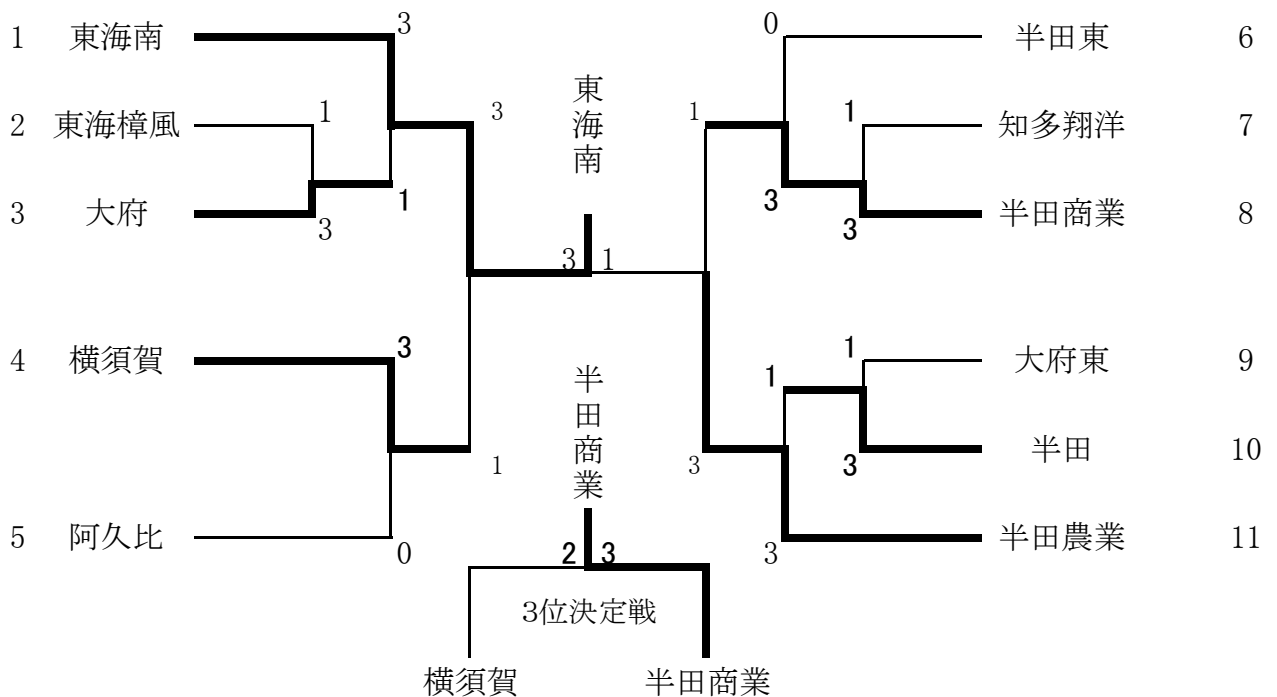 3
0
1 東海南
半田東 6
東海南
3
1
1
1
2 東海樟風
知多翔洋 7
1
3
3 大府
3
3
半田商業 8
3 1
3
4 横須賀
1
大府東 9
1
半田商業
1
3
3
半田 10
5 阿久比
0
2 3
3
半田農業 11
3位決定戦
横須賀 半田商業